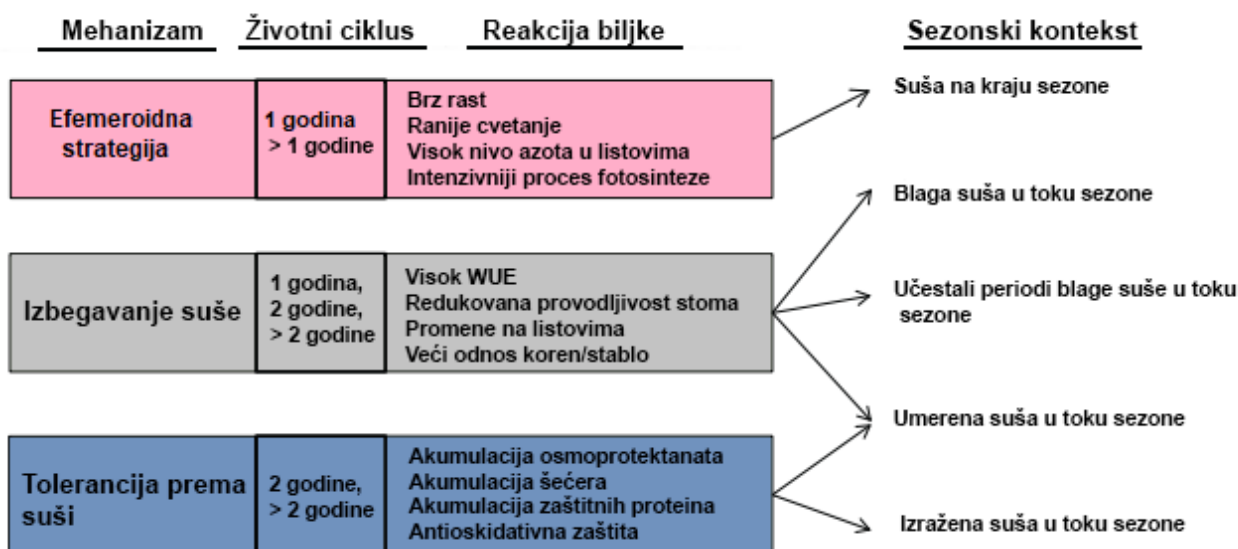 Mehanizam Životni ciklus Reakcija biljke Sezonski kontekst
Efemeroidna
strategija
1 godina
> 1 godine
Brz rast
Ranije cvetanje
Visok nivo azota u listovima
Intenzivniji proces fotosinteze
Suša na kraju sezone
Blaga suša u toku sezone
Izbegavanje suše
1 godina,
2 godine,
> 2 godine
Visok WUE
Redukovana provodljivost stoma
Promene na listovima
Veći odnos koren/stablo
Učestali periodi blage suše u toku
sezone
Umerena suša u toku sezone
Tolerancija prema
suši
2 godine,
> 2 godine
Akumulacija osmoprotektanata
Akumulacija šećera
Akumulacija zaštitnih proteina
Antioskidativna zaštita
Izražena suša u toku sezone